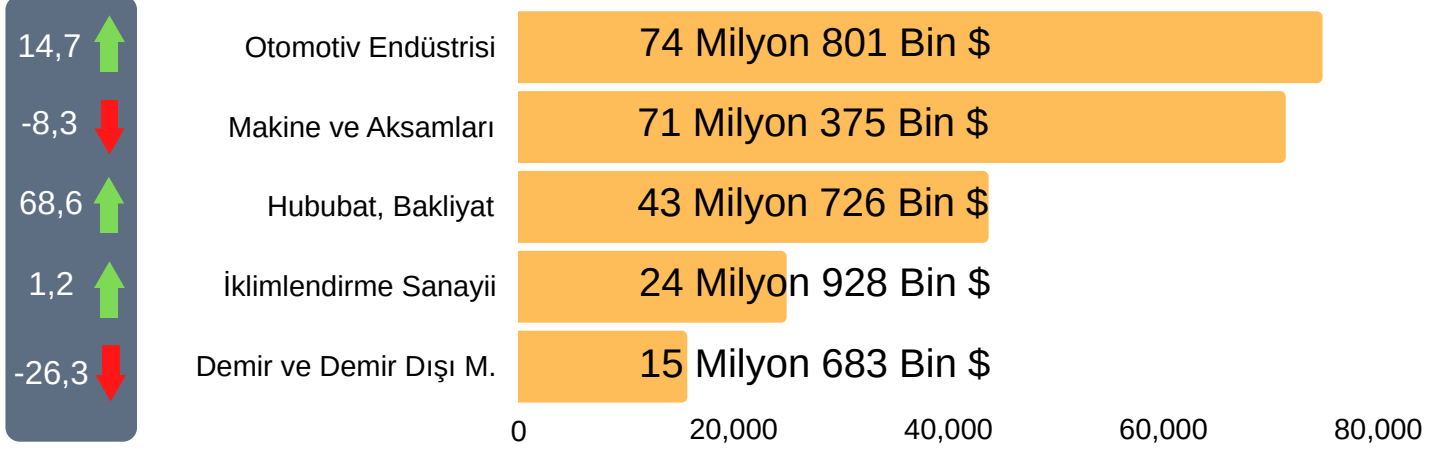 14,7 Otomotiv Endüstrisi 74 Milyon 801 Bin $
-8,3 Makine ve Aksamları 71 Milyon 375 Bin $
68,6 Hububat, Bakliyat 43 Milyon 726 Bin $
1,2 İklimlendirme Sanayii 24 Milyon 928 Bin $
-26,3 Demir ve Demir Dışı M. 15 Milyon 683 Bin $
0 20,000 40,000 60,000 80,000